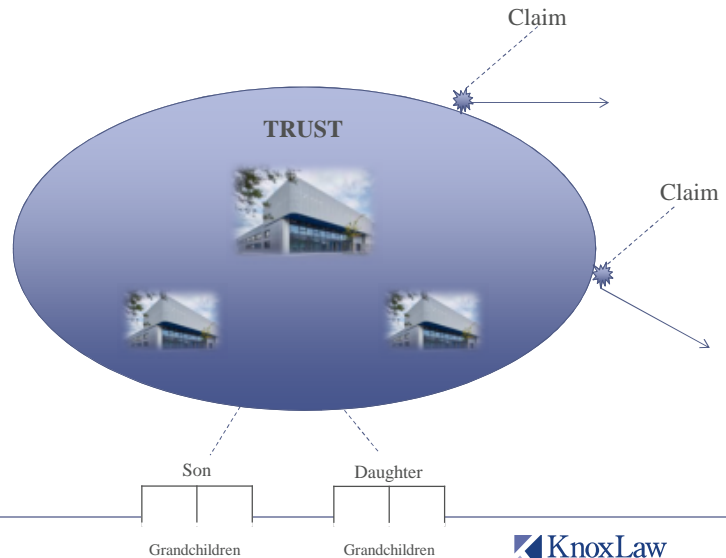 Claim
TRUST
Claim
Son
Daughter
Grandchildren
Grandchildren
KnoxLaw